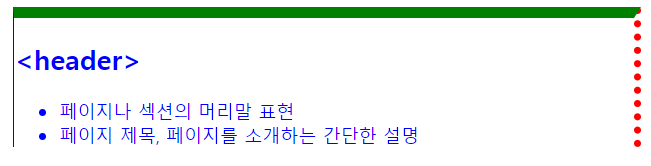 <header>
페이지나 섹션의 머리말 표현
페이지 제목, 페이지를 소개하는 간단한 설명